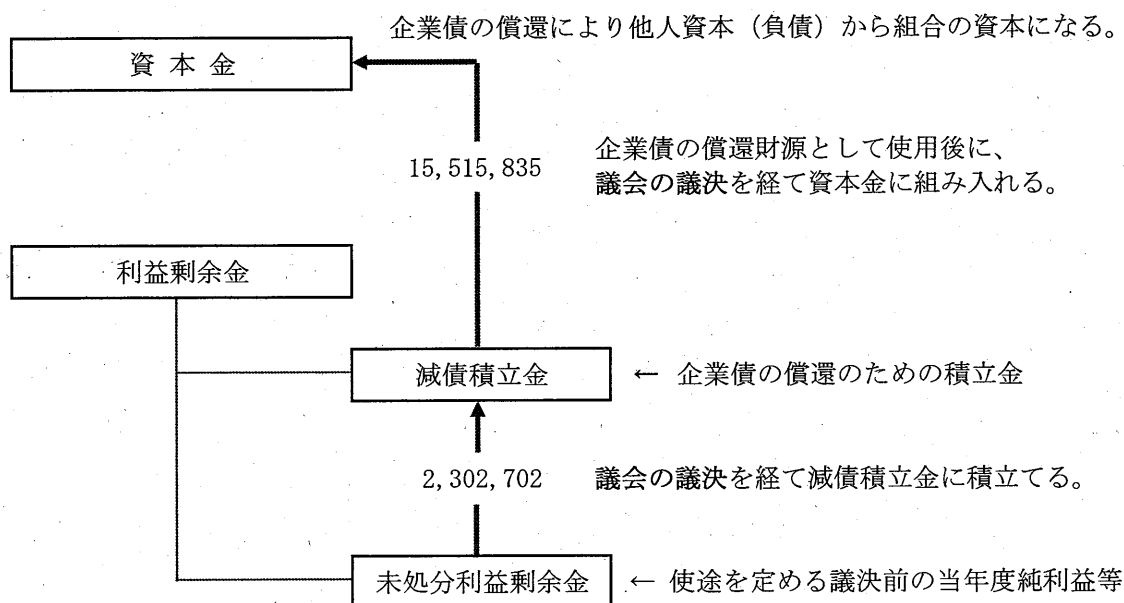 企業債の償還により他人資本（負債）から組合の資本になる。
資 本 金
15,515,835
企業債の償還財源として使用後に、
議会の議決を経て資本金に組み入れる。
利益剰余金
減債積立金
← 企業債の償還のための積立金
2,302,702
議会の議決を経て減債積立金に積立てる。
未処分利益剰余金
← 使途を定める議決前の当年度純利益等